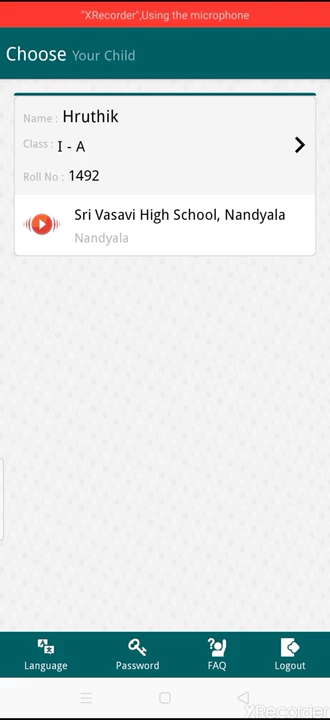 "XRecorder",Using the microphone
Choose Your Child
Name : Hruthik
Class : I - A
Roll No : 1492
Sri Vasavi High School, Nandyala
Nandyala
Language Password FAQ Logout
XRecorder